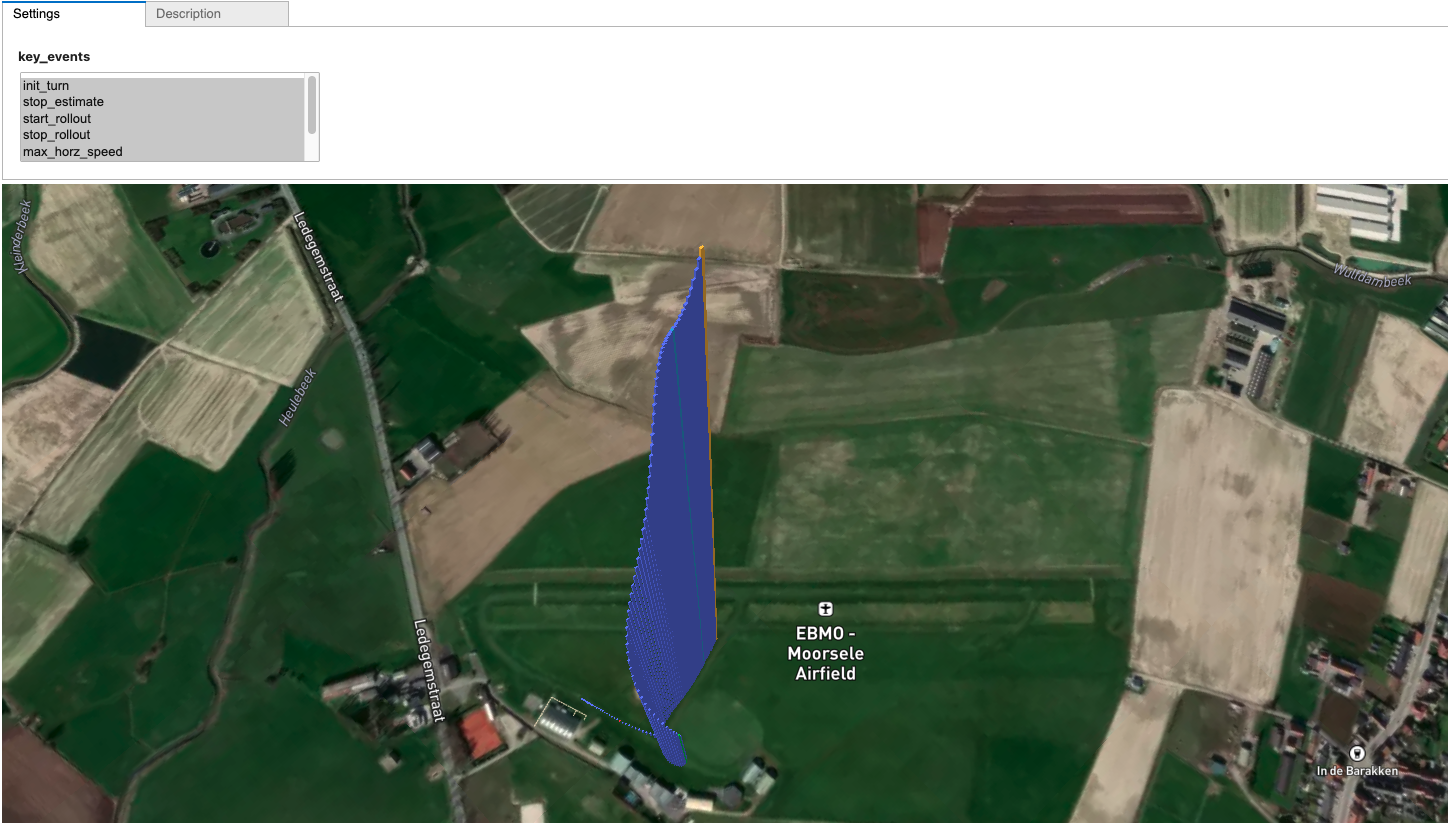 Settings
Description
key_events
init_turn
stop_estimate
start_rollout
stop_rollout
max_horz_speed
Kleinderbeek
Ledegemstraat
Wulfdambeek
Heulebeek
EBMO -
Moorsele
Airfield
Ledegemstraat
In de Barakken